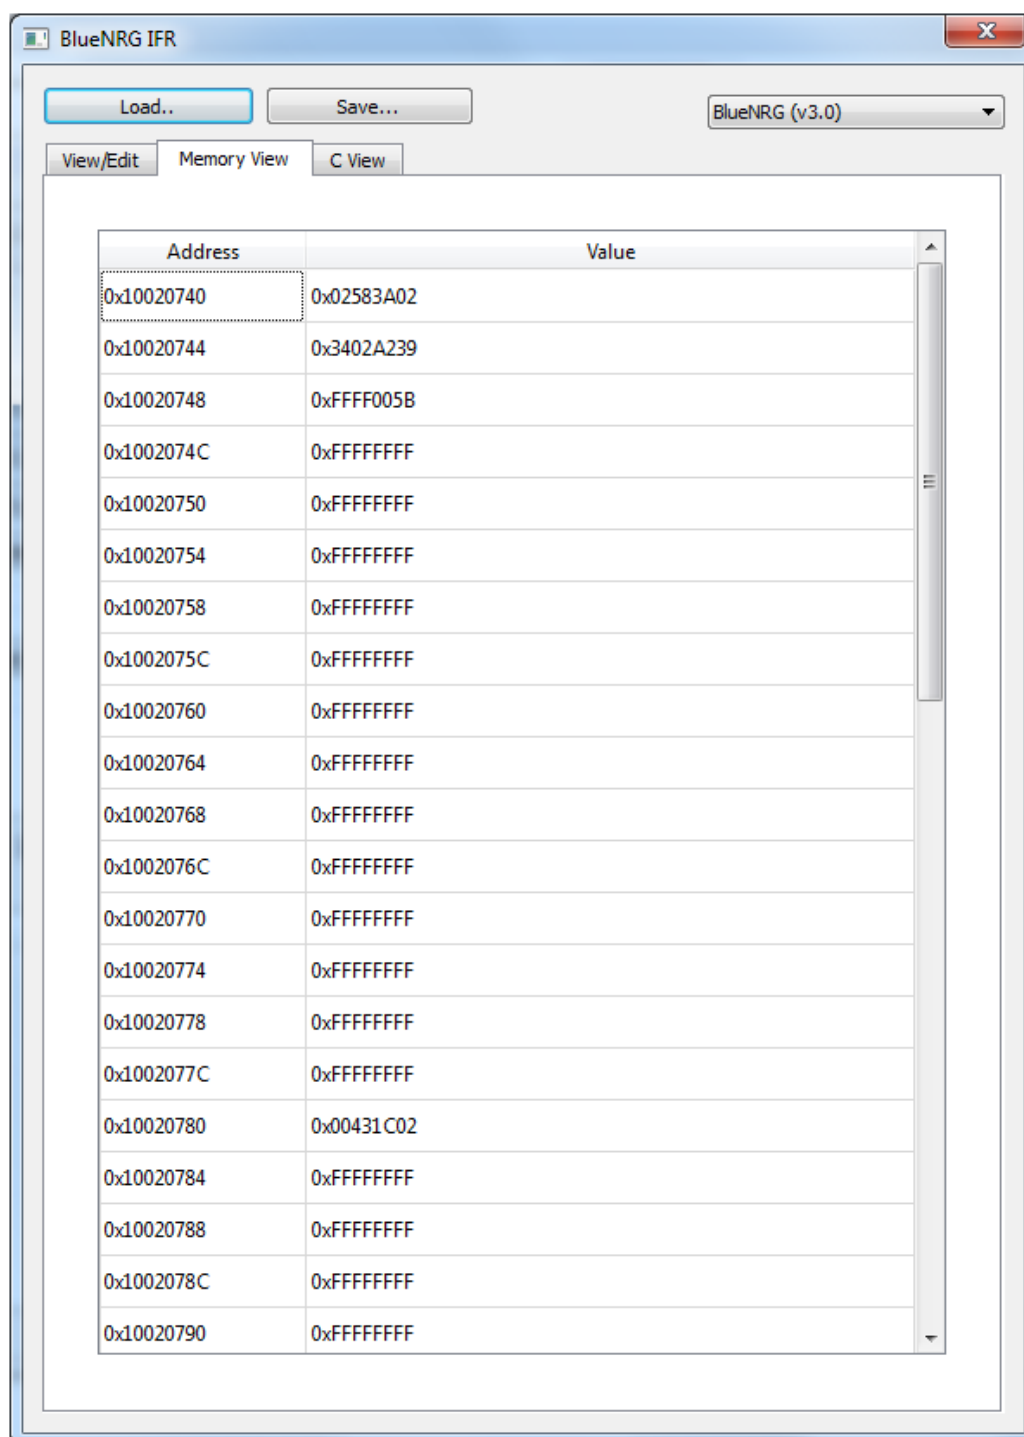 BlueNRG IFR
Load.. Save... BlueNRG (v3.0)
View/Edit Memory View C View
Address Value
0x10020740 0x02583A02
0x10020744 0x3402A239
0x10020748 0xFFFF005B
0x1002074C 0xFFFFFFFF
0x10020750 0xFFFFFFFF
0x10020754 0xFFFFFFFF
0x10020758 0xFFFFFFFF
0x1002075C 0xFFFFFFFF
0x10020760 0xFFFFFFFF
0x10020764 0xFFFFFFFF
0x10020768 0xFFFFFFFF
0x1002076C 0xFFFFFFFF
0x10020770 0xFFFFFFFF
0x10020774 0xFFFFFFFF
0x10020778 0xFFFFFFFF
0x1002077C 0xFFFFFFFF
0x10020780 0x00431C02
0x10020784 0xFFFFFFFF
0x10020788 0xFFFFFFFF
0x1002078C 0xFFFFFFFF
0x10020790 0xFFFFFFFF